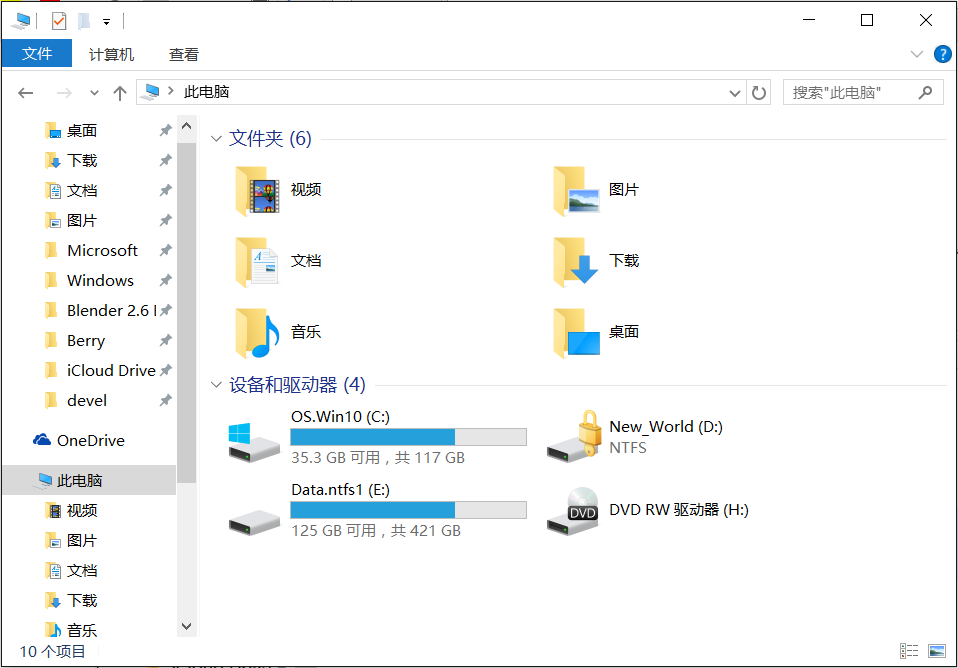 文件 计算机 查看
此电脑
搜索"此电脑"
桌面
下载
文档
图片
Microsoft
Windows
Blender 2.6
Berry
iCloud Drive
devel
OneDrive
此电脑
视频
图片
文档
下载
音乐
文件夹 (6)
视频
图片
文档
下载
音乐
桌面
设备和驱动器 (4)
OS.Win10 (C:)
35.3 GB 可用，共 117 GB
New_World (D:)
NTFS
Data.ntfs1 (E:)
125 GB 可用，共 421 GB
DVD
DVD RW 驱动器 (H:)
10 个项目